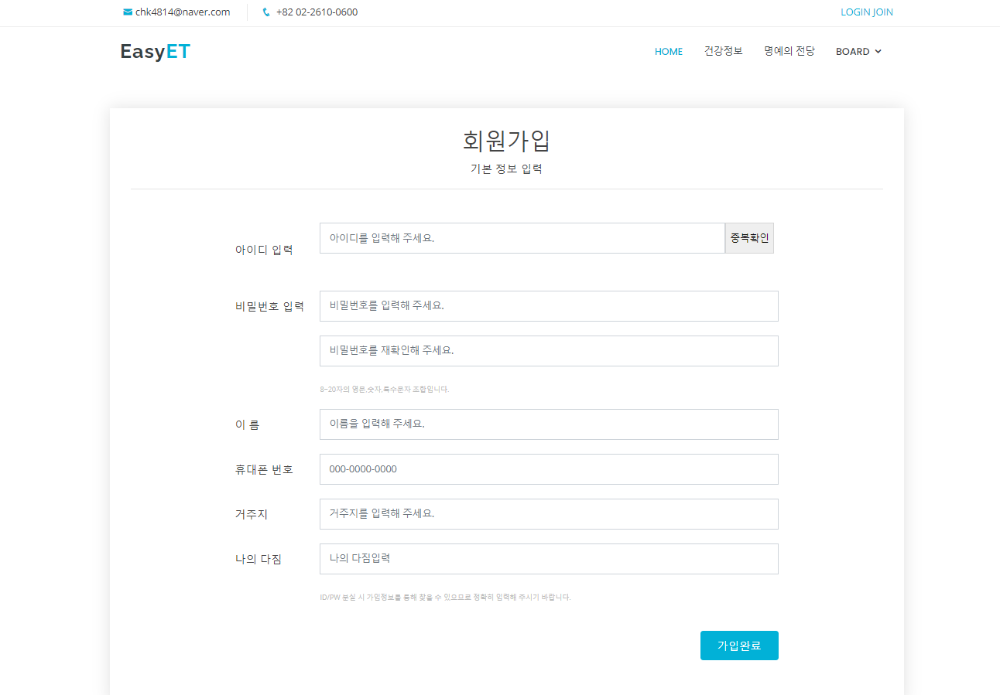 chk4814@naver.com +82 02-2610-0600 LOGIN JOIN
EasyET HOME 건강정보 명예의 전당 BOARD
회원가입
기본 정보 입력
아이디 입력 아이디를 입력해 주세요. 중복확인
비밀번호 입력 비밀번호를 입력해 주세요.
비밀번호를 재확인해 주세요.
8~20자의 영문,숫자,특수문자 조합입니다.
이 름 이름을 입력해 주세요.
휴대폰 번호 000-0000-0000
거주지 거주지를 입력해 주세요.
나의 다짐 나의 다짐입력
ID/PW 분실 시 가입정보를 통해 찾을 수 있으므로 정확히 입력해 주시기 바랍니다.
가입완료